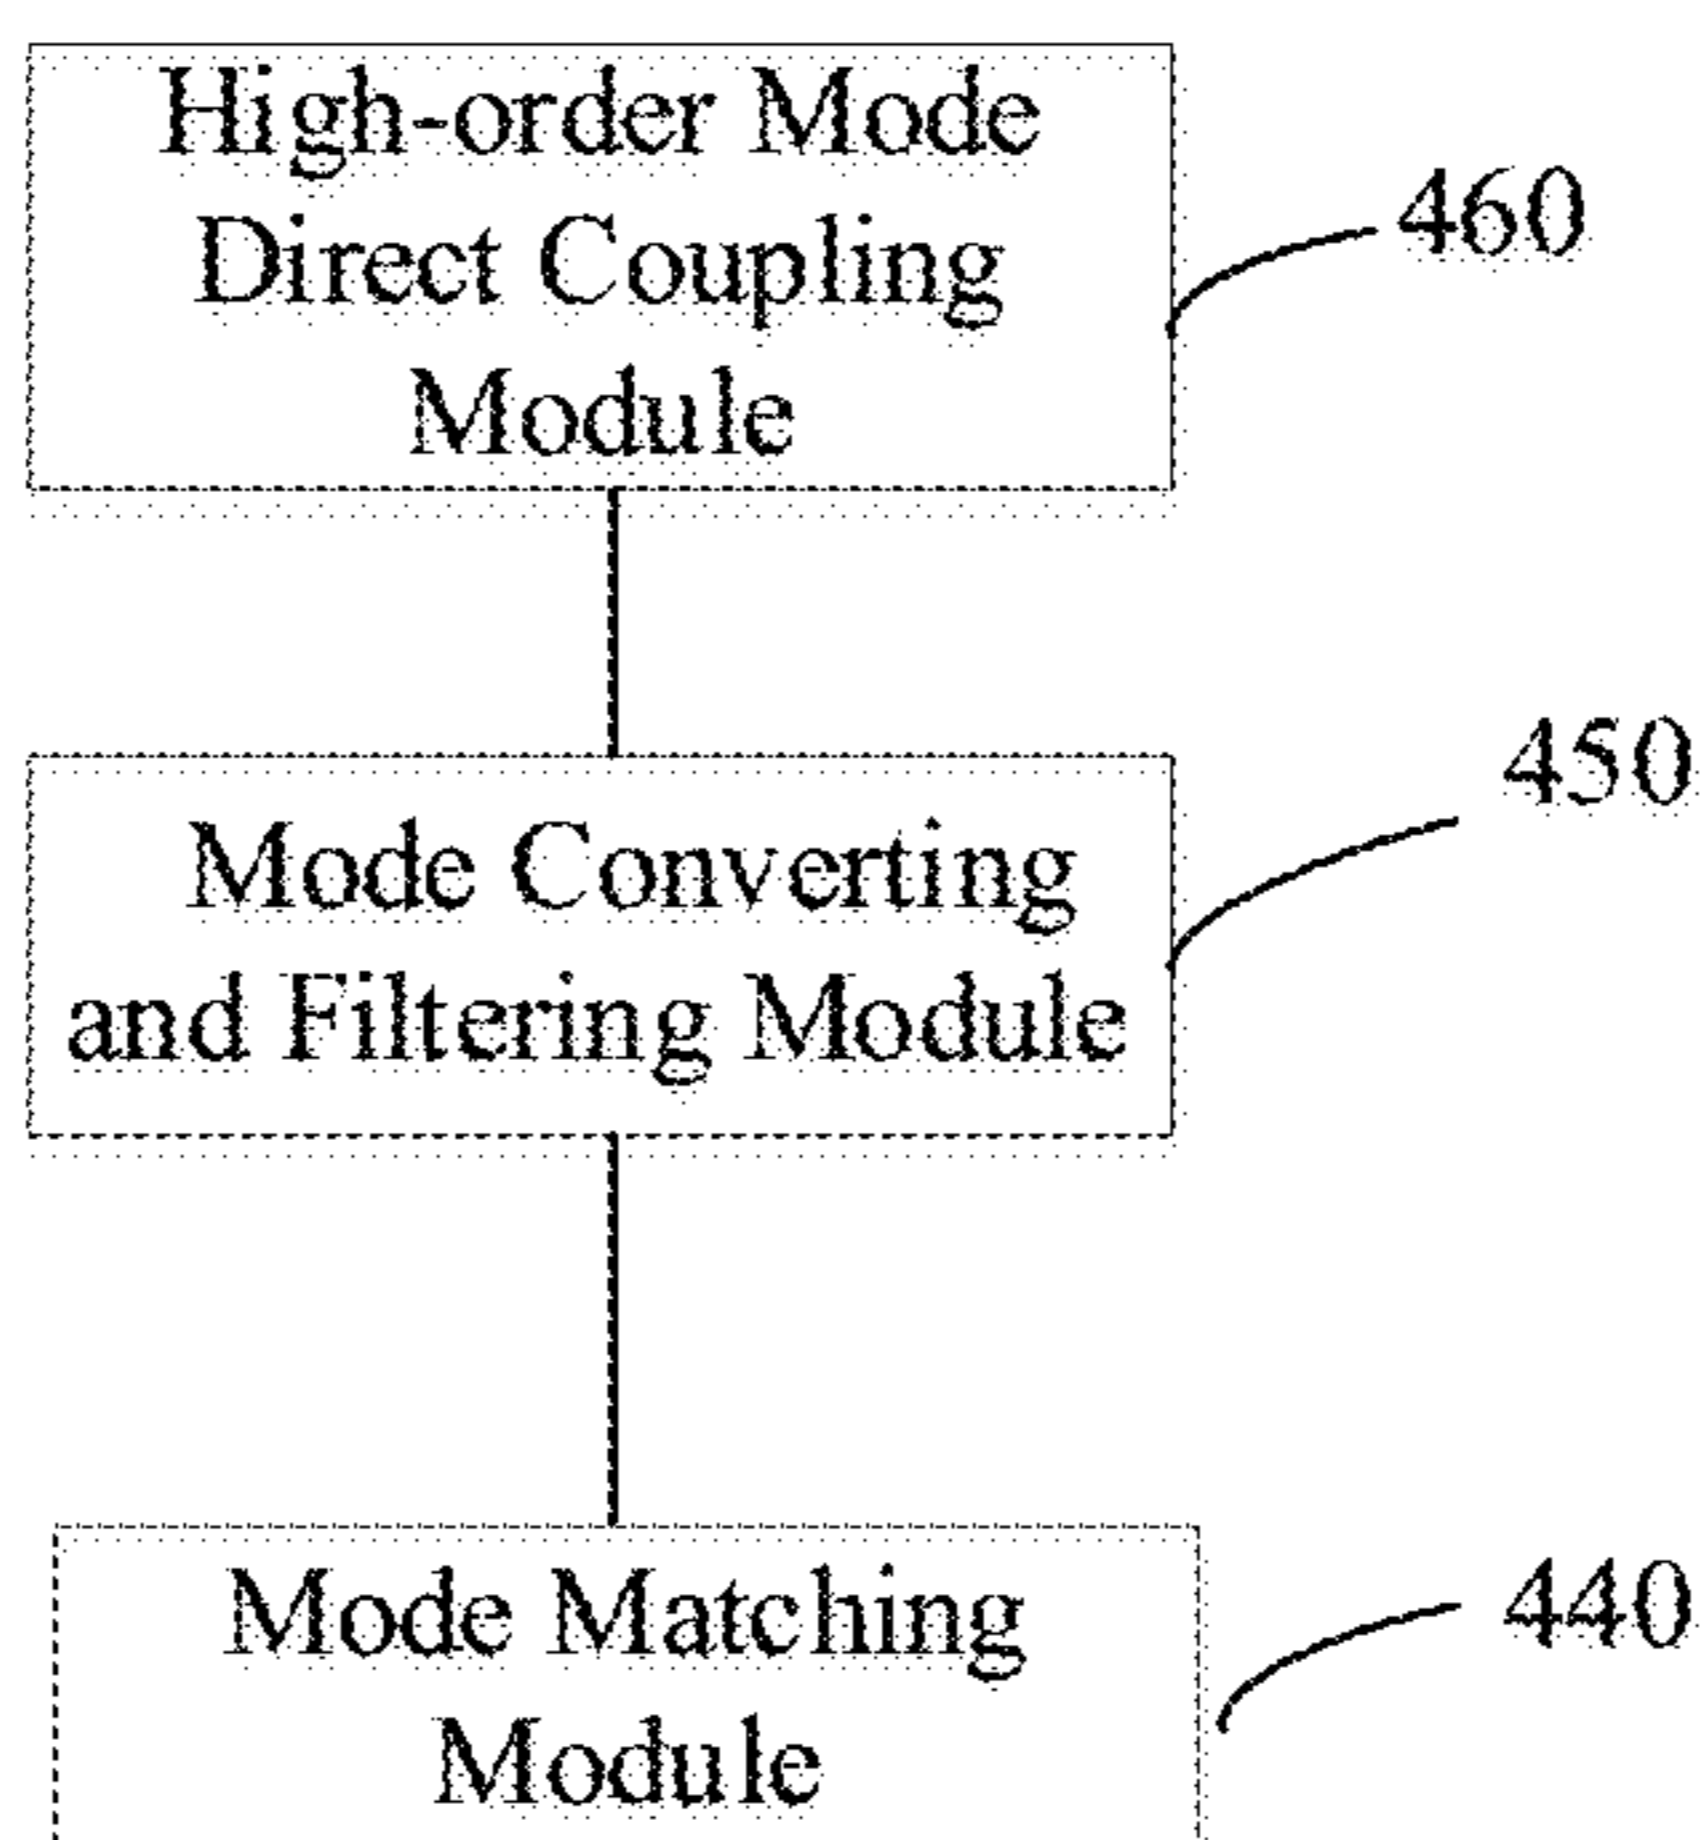 High-order Mode
Direct Coupling
Module
460
Mode Converting
and Filtering Module
450
Mode Matching
Module
440